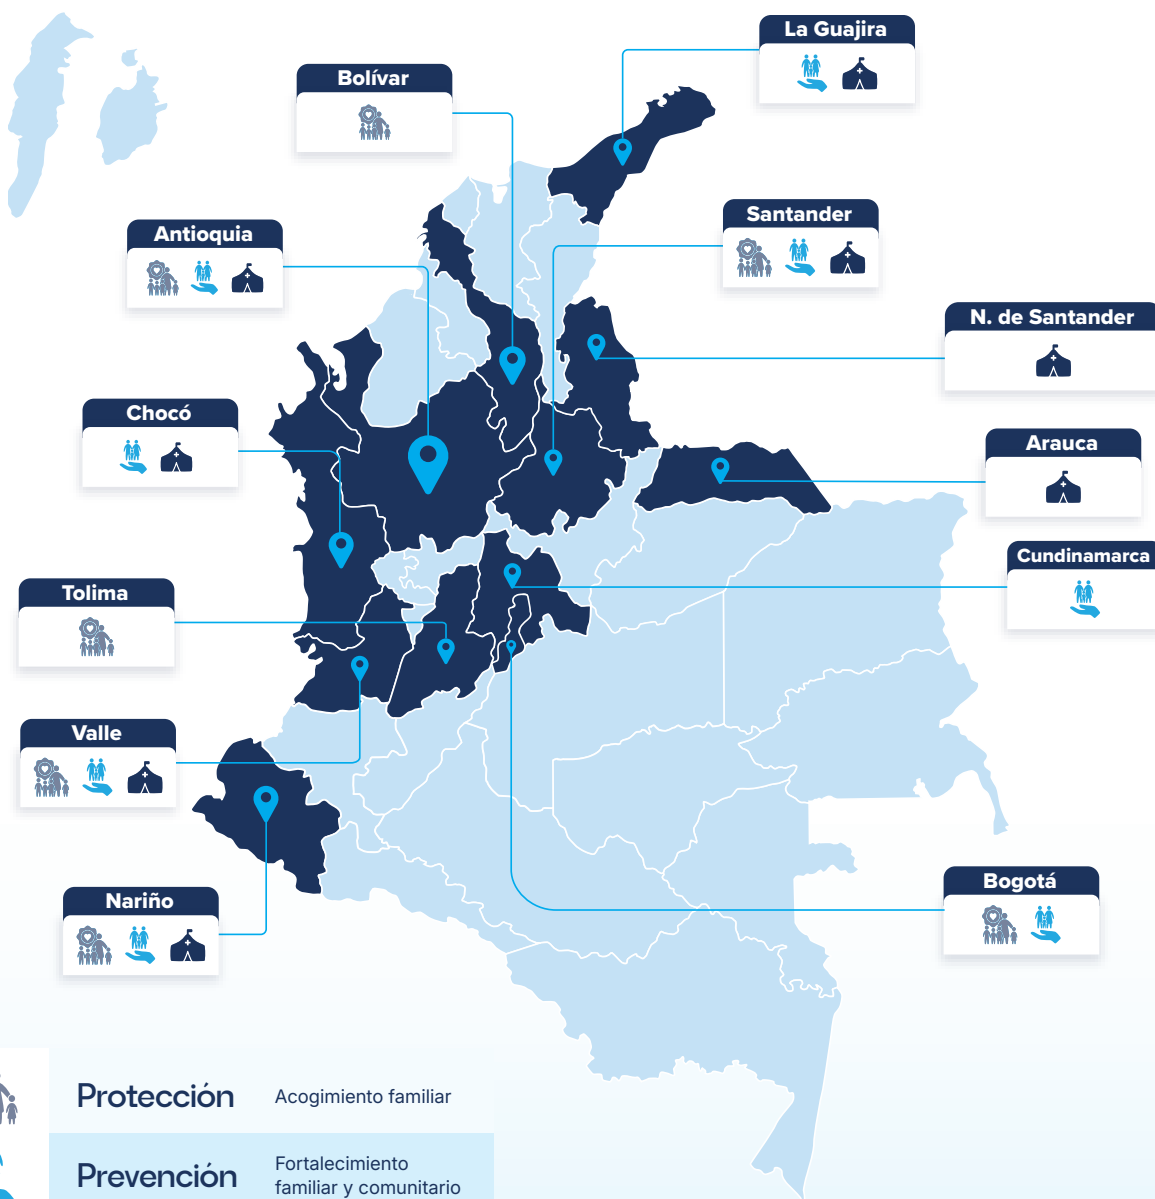 La Guajira
Bolívar
Santander
Antioquia
N. de Santander
Chocó
Arauca
Cundinamarca
Tolima
Valle
Bogotá
Nariño
Protección
Acogimiento familiar
Prevención
Fortalecimiento
familiar y comunitario